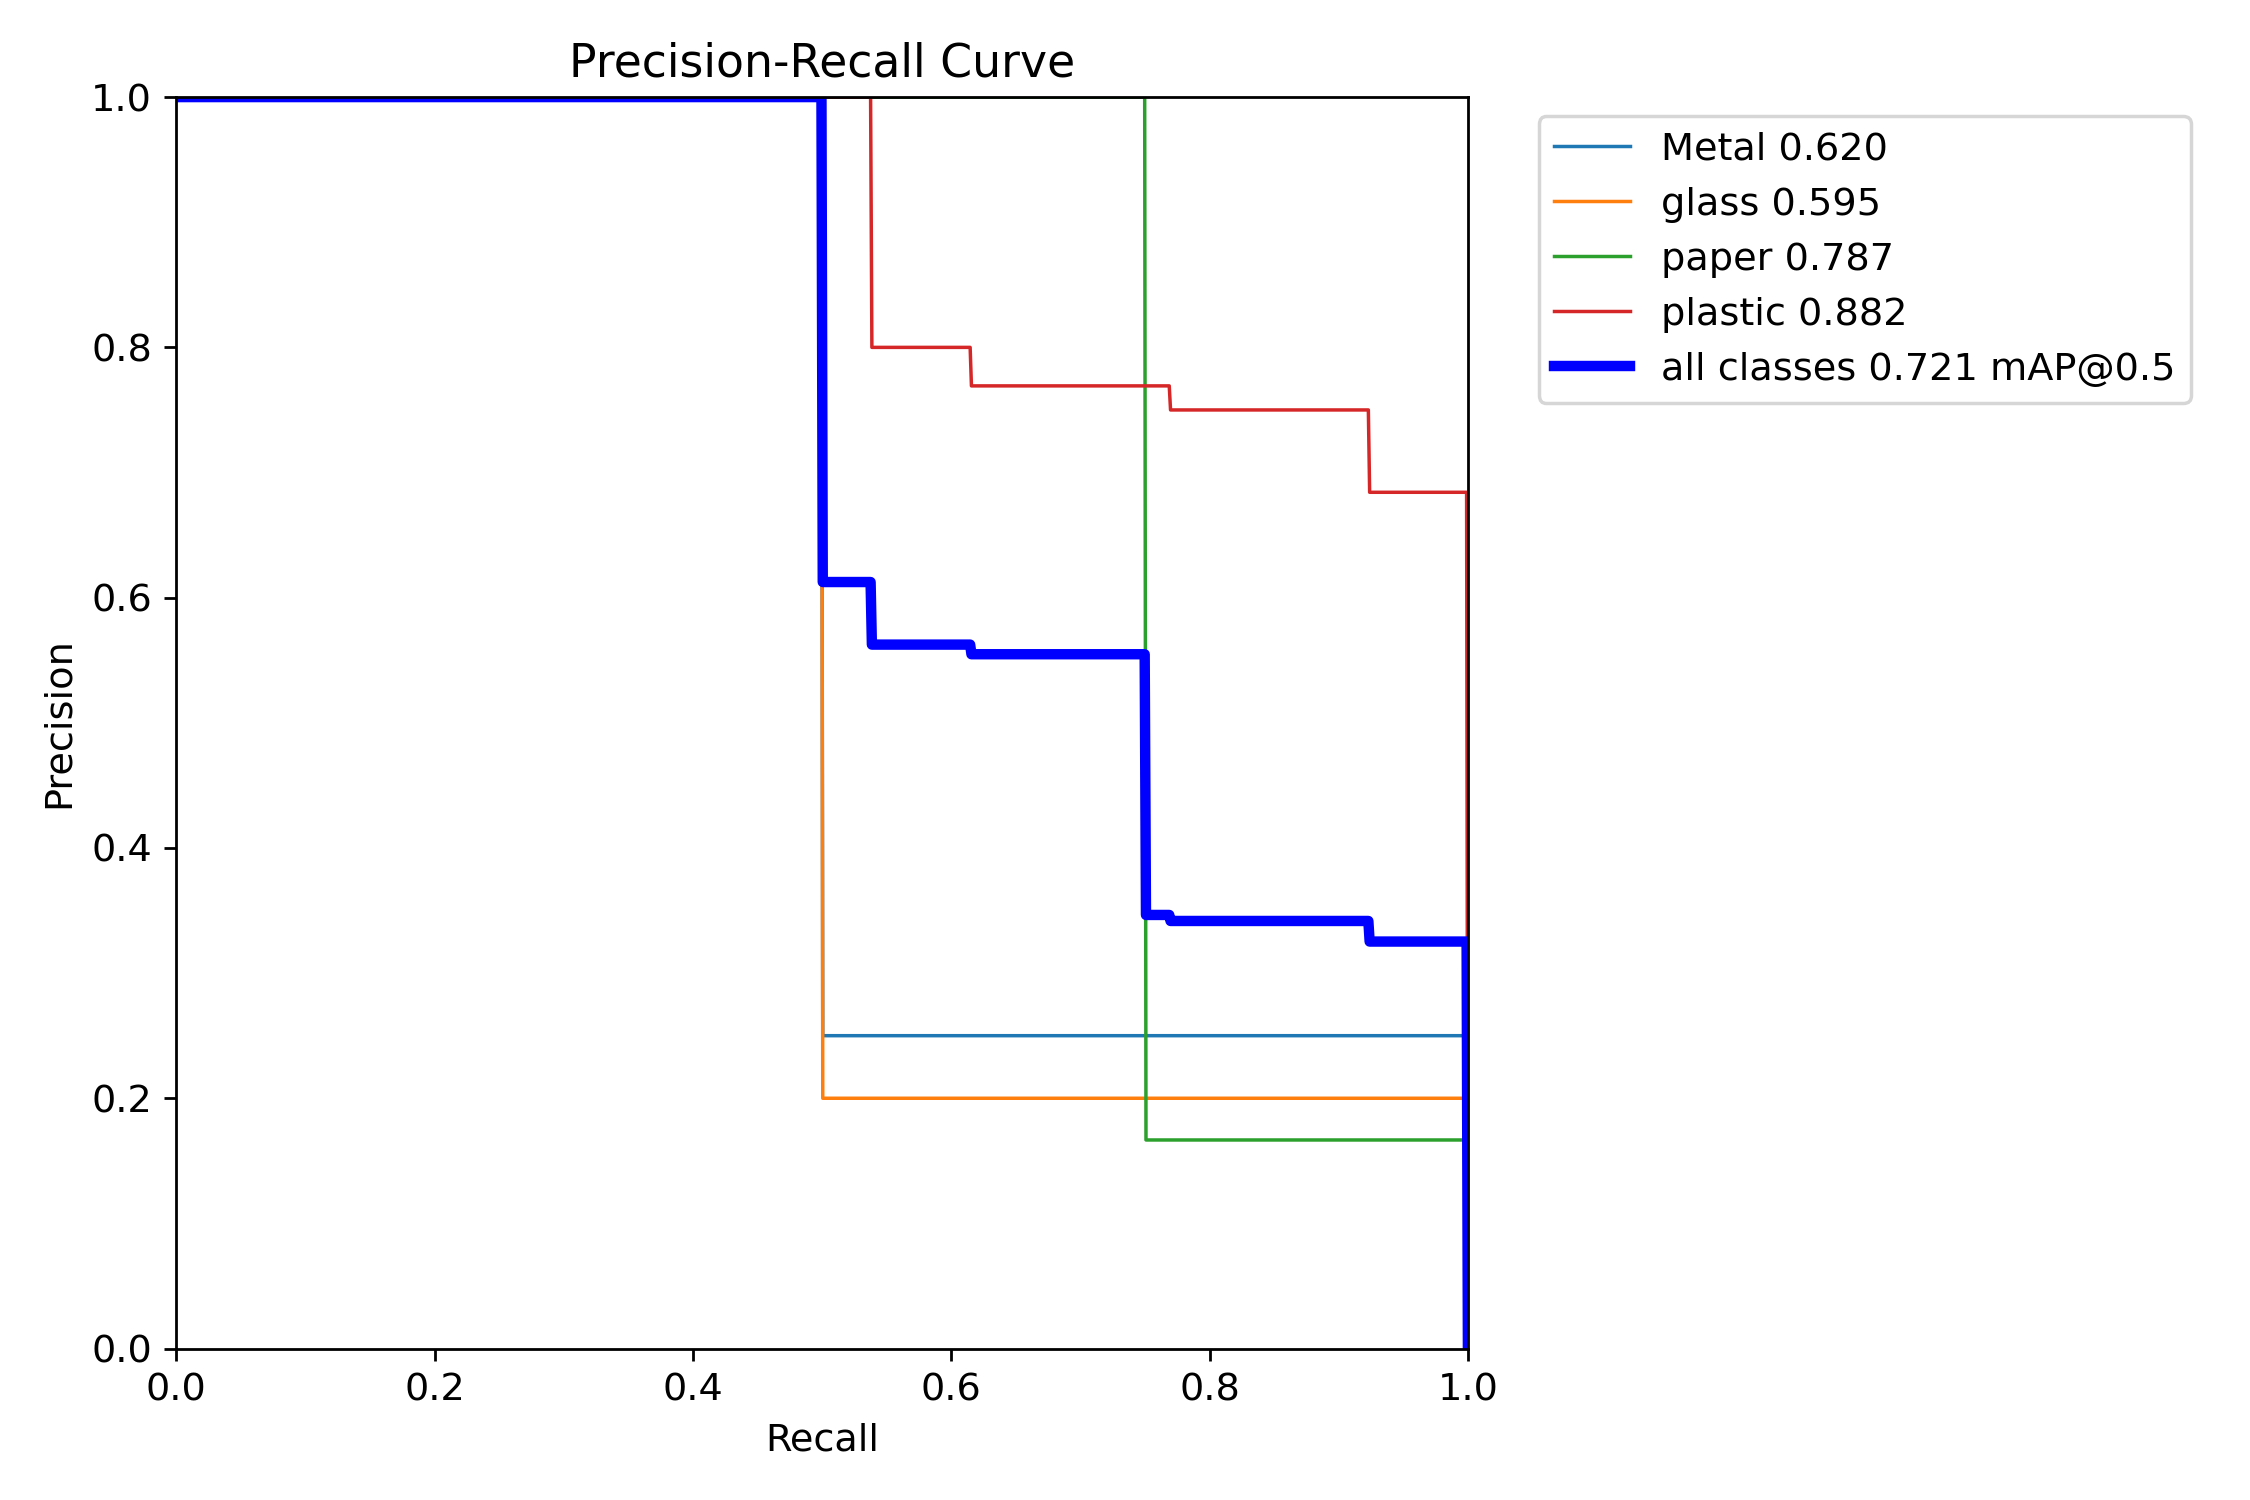 Precision-Recall Curve
1.0
0.8
0.6
0.4
0.2
0.0
Precision
0.0 0.2 0.4 0.6 0.8 1.0
Recall
Metal 0.620
glass 0.595
paper 0.787
plastic 0.882
all classes 0.721 mAP@0.5